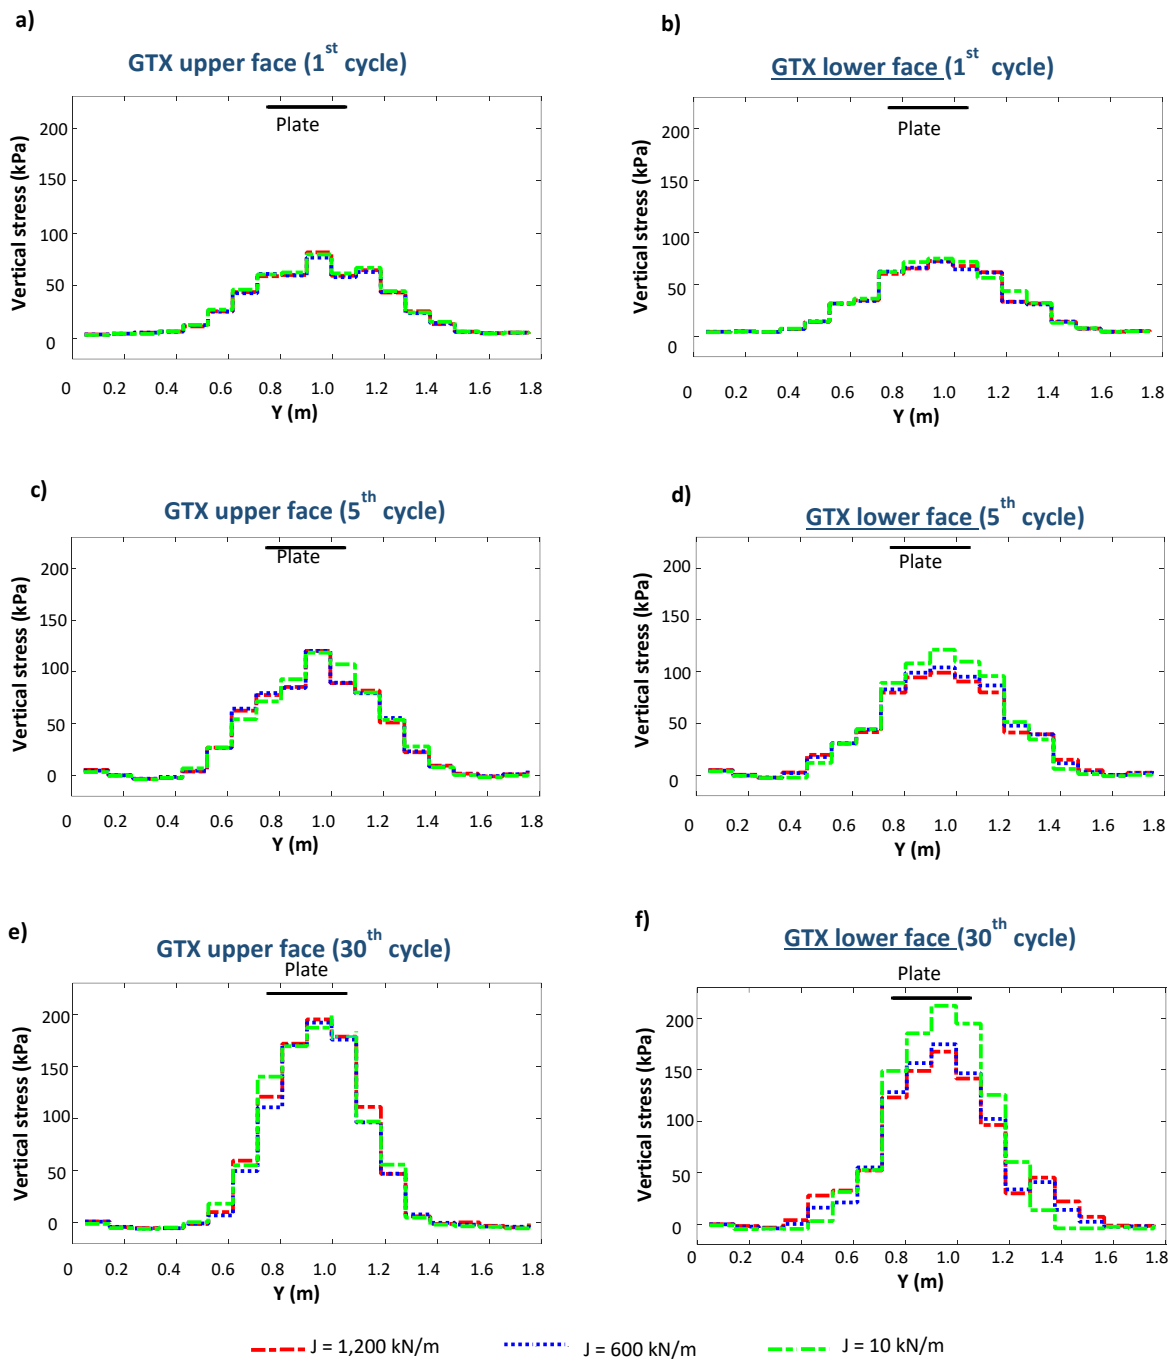 a)
GTX upper face (1st cycle)
Plate
Vertical stress (kPa)
200
150
100
50
0
0 0.2 0.4 0.6 0.8 1.0 1.2 1.4 1.6 1.8
Y (m)
b)
GTX lower face (1st cycle)
Plate
Vertical stress (kPa)
200
150
100
50
0
0 0.2 0.4 0.6 0.8 1.0 1.2 1.4 1.6 1.8
Y (m)
c)
GTX upper face (5th cycle)
Plate
Vertical stress (kPa)
200
150
100
50
0
0 0.2 0.4 0.6 0.8 1.0 1.2 1.4 1.6 1.8
Y (m)
d)
GTX lower face (5th cycle)
Plate
Vertical stress (kPa)
200
150
100
50
0
0 0.2 0.4 0.6 0.8 1.0 1.2 1.4 1.6 1.8
Y (m)
e)
GTX upper face (30th cycle)
Plate
Vertical stress (kPa)
200
150
100
50
0
0 0.2 0.4 0.6 0.8 1.0 1.2 1.4 1.6 1.8
Y (m)
f)
GTX lower face (30th cycle)
Plate
Vertical stress (kPa)
200
150
100
50
0
0 0.2 0.4 0.6 0.8 1.0 1.2 1.4 1.6 1.8
Y (m)
J = 1,200 kN/m J = 600 kN/m J = 10 kN/m